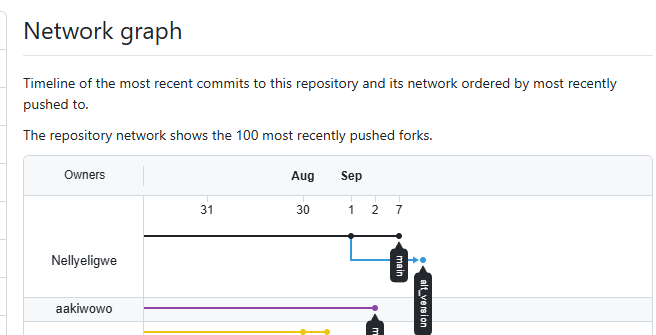 Network graph
Timeline of the most recent commits to this repository and its network ordered by most recently
pushed to.
The repository network shows the 100 most recently pushed forks.
Owners
Aug Sep
31 30 1 2 7
Nellyeligwe
main
alt_version
aakiwowo